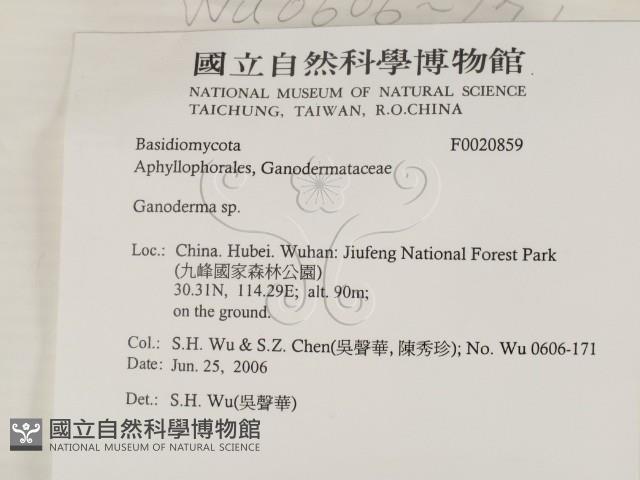 Wu 0606-171
國立自然科學博物館
NATIONAL MUSEUM OF NATURAL SCIENCE
TAICHUNG, TAIWAN, R.O.CHINA
Basidiomycota F0020859
Aphyllophorales, Ganodermataceae
Ganoderma sp.
Loc.: China. Hubei. Wuhan: Jiufeng National Forest Park
(九峰國家森林公園)
30.31N, 114.29E; alt. 90m;
on the ground.
Col.: S.H. Wu & S.Z. Chen(吳聲華, 陳秀珍); No. Wu 0606-171
Date: Jun. 25, 2006
Det.: S.H. Wu(吳聲華)
國立自然科學博物館
NATIONAL MUSEUM OF NATURAL SCIENCE